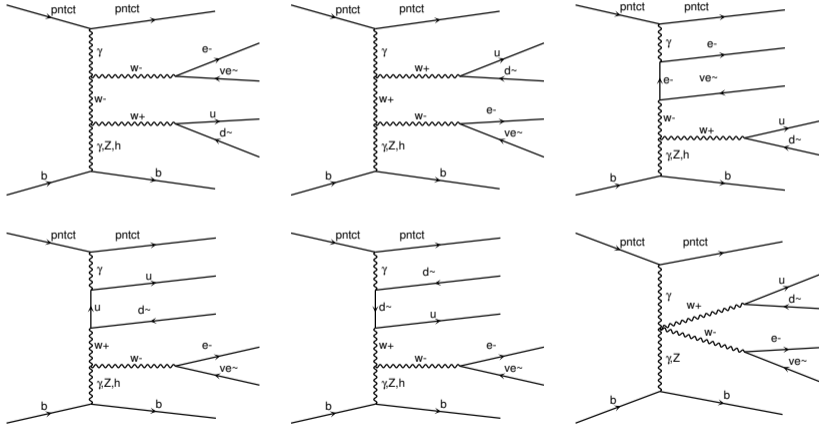 pntct pntct
γ
w-
e-
ve~
w-
w+
u
d~
γ,Z,h
b b
pntct pntct
γ
w+
u
d~
w+
w-
e-
ve~
γ,Z,h
b b
pntct pntct
γ
e-
e-
ve~
w-
w+
u
d~
γ,Z,h
b b
pntct pntct
γ
u
u
d~
w+
w-
e-
ve~
γ,Z,h
b b
pntct pntct
γ
d~
d~
u
w+
w-
e-
ve~
γ,Z,h
b b
pntct pntct
γ
w+
u
d~
w-
e-
ve~
γ,Z
b b